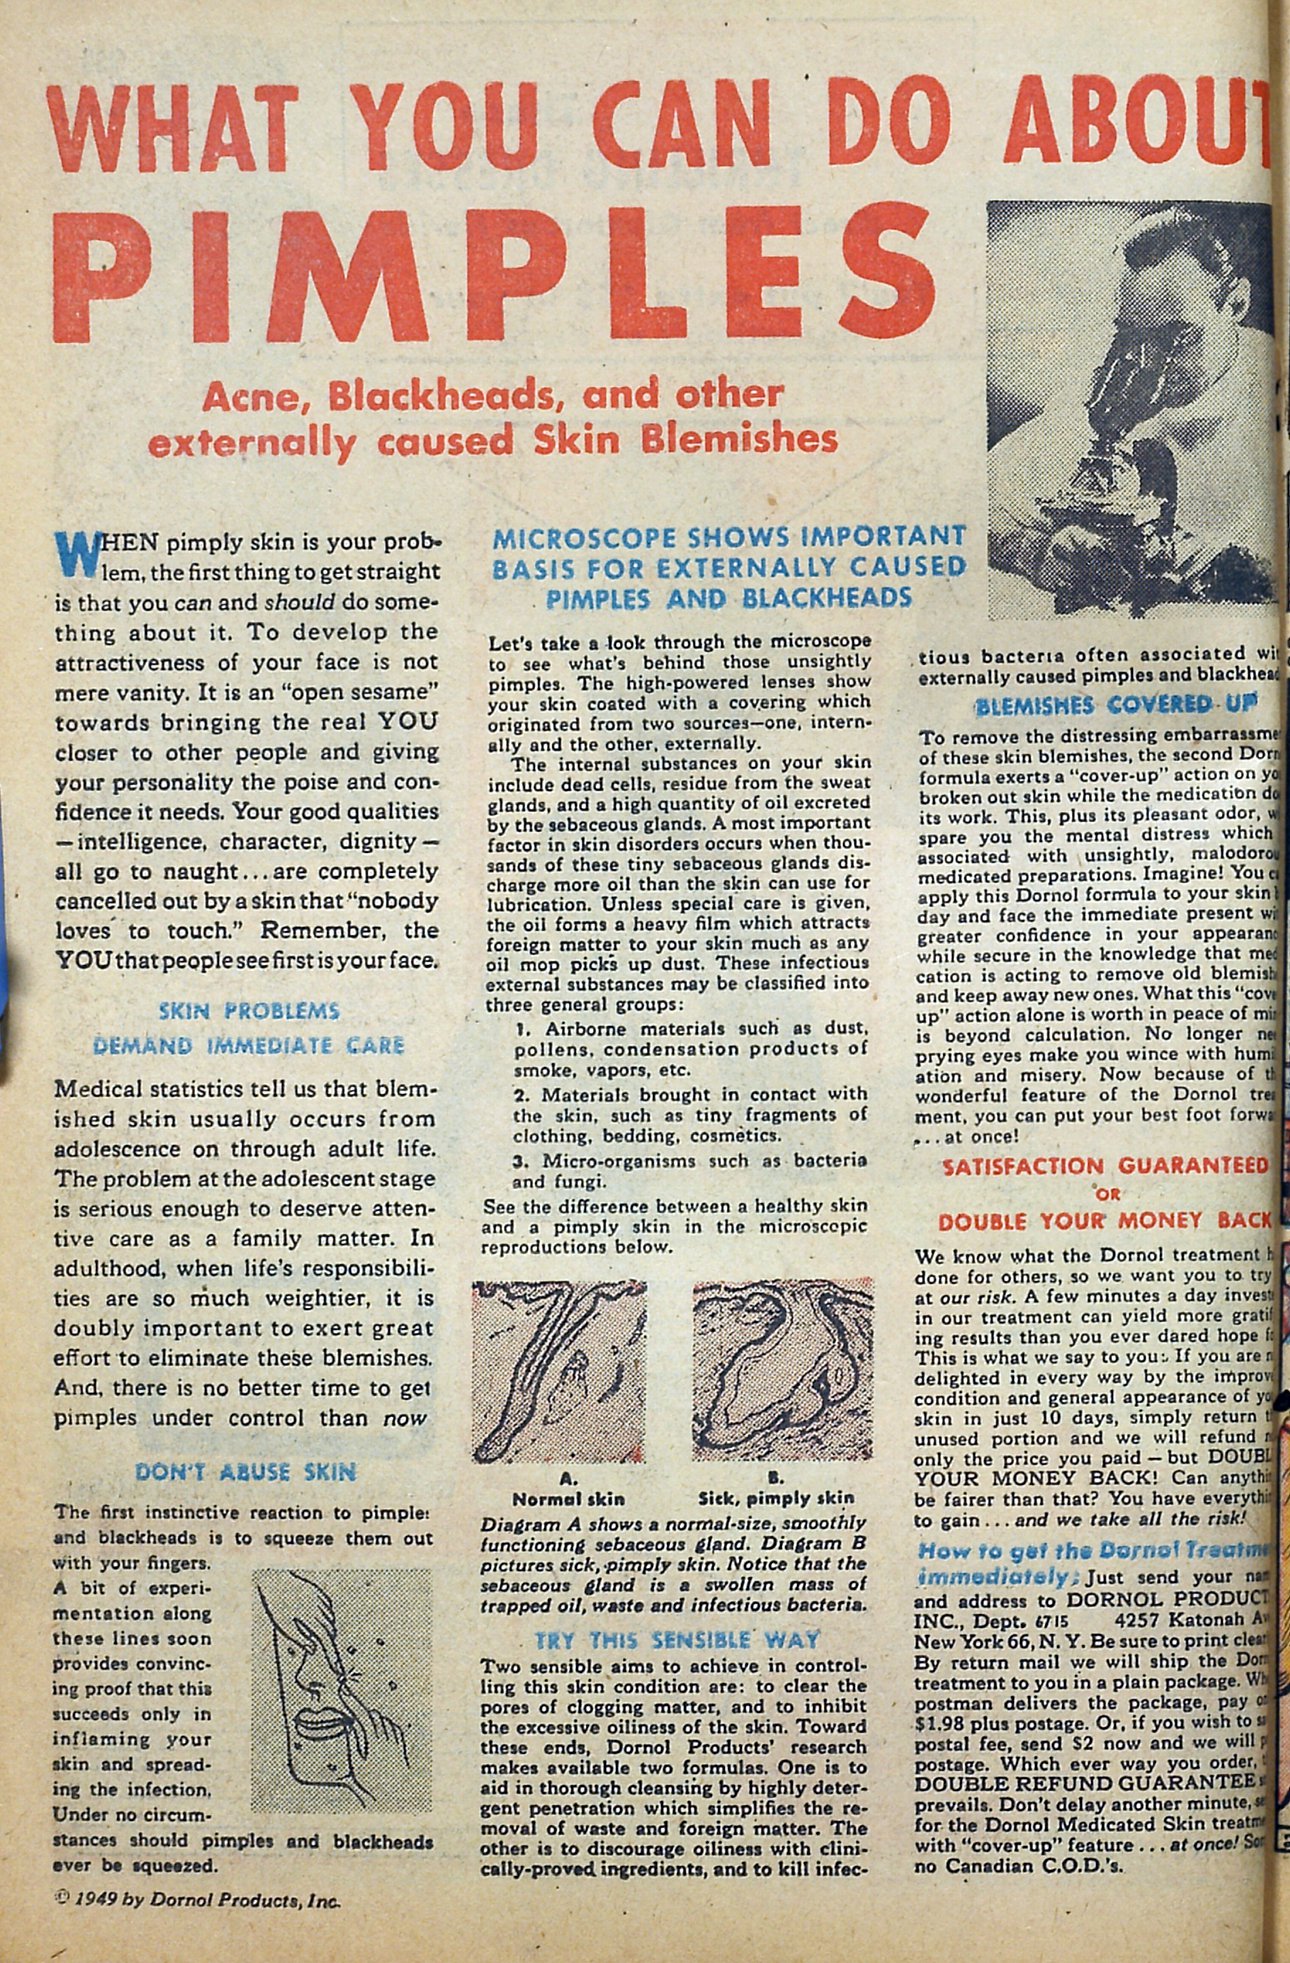 WHAT YOU CAN DO ABOUT
PIMPLES
Acne, Blackheads, and other
externally caused Skin Blemishes
WHEN pimply skin is your prob-
lem, the first thing to get straight
is that you can and should do some-
thing about it. To develop the
attractiveness of your face is not
mere vanity. It is an "open sesame"
towards bringing the real YOU
closer to other people and giving
your personality the poise and con-
fidence it needs. Your good qualities
—intelligence, character, dignity—
all go to naught...are completely
cancelled out by a skin that "nobody
loves to touch." Remember, the
YOU that people see first is your face.
SKIN PROBLEMS
DEMAND IMMEDIATE CARE
Medical statistics tell us that blem-
ished skin usually occurs from
adolescence on through adult life.
The problem at the adolescent stage
is serious enough to deserve atten-
tive care as a family matter. In
adulthood, when life's responsibili-
ties are so much weightier, it is
doubly important to exert great
effort to eliminate these blemishes.
And, there is no better time to get
pimples under control than now
DON'T ABUSE SKIN
The first instinctive reaction to pimples
and blackheads is to squeeze them out
with your fingers.
A bit of experi-
mentation along
these lines soon
provides convinc-
ing proof that this
succeeds only in
inflaming your
skin and spread-
ing the infection.
Under no circum-
stances should pimples and blackheads
ever be squeezed.
© 1949 by Dornol Products, Inc.
MICROSCOPE SHOWS IMPORTANT
BASIS FOR EXTERNALLY CAUSED
PIMPLES AND BLACKHEADS
Let's take a look through the microscope
to see what's behind those unsightly
pimples. The high-powered lenses show
your skin coated with a covering which
originated from two sources—one, intern-
ally and the other, externally.
The internal substances on your skin
include dead cells, residue from the sweat
glands, and a high quantity of oil excreted
by the sebaceous glands. A most important
factor in skin disorders occurs when thou-
sands of these tiny sebaceous glands dis-
charge more oil than the skin can use for
lubrication. Unless special care is given,
the oil forms a heavy film which attracts
foreign matter to your skin much as any
oil mop picks up dust. These infectious
external substances may be classified into
three general groups:
1. Airborne materials such as dust,
pollens, condensation products of
smoke, vapors, etc.
2. Materials brought in contact with
the skin, such as tiny fragments of
clothing, bedding, cosmetics.
3. Micro-organisms such as bacteria
and fungi.
See the difference between a healthy skin
and a pimply skin in the microscopic
reproductions below.
A.
Normal skin
B.
Sick, pimply skin
Diagram A shows a normal-size, smoothly
functioning sebaceous gland. Diagram B
pictures sick, pimply skin. Notice that the
sebaceous gland is a swollen mass of
trapped oil, waste and infectious bacteria.
TRY THIS SENSIBLE WAY
Two sensible aims to achieve in control-
ling this skin condition are: to clear the
pores of clogging matter, and to inhibit
the excessive oiliness of the skin. Toward
these ends, Dornol Products' research
makes available two formulas. One is to
aid in thorough cleansing by highly deter-
gent penetration which simplifies the re-
moval of waste and foreign matter. The
other is to discourage oiliness with clini-
cally-proved ingredients, and to kill infec-
tious bacteria often associated
externally caused pimples and
BLEMISHES COVERED UP
To remove the distressing
of these skin blemishes, the second
formula exerts a "cover-up" action on
broken out skin while the medication
its work. This, plus its pleasant odor,
spare you the mental distress which
associated with unsightly,
medicated preparations. Imagine! You
apply this Dornol formula to your skin
day and face the immediate present
greater confidence in your
while secure in the knowledge that
cation is acting to remove old
and keep away new ones. What this
up" action alone is worth in peace of
is beyond calculation. No longer
prying eyes make you wince with
ation and misery. Now because of
wonderful feature of the Dornol
ment, you can put your best foot
...at once!
SATISFACTION GUARANTEED
OR
DOUBLE YOUR MONEY BACK
We know what the Dornol treatment
done for others, so we want you to try
at our risk. A few minutes a day
in our treatment can yield more
ing results than you ever dared hope
This is what we say to you: If you are
delighted in every way by the
condition and general appearance of
skin in just 10 days, simply return
unused portion and we will refund
only the price you paid — but
YOUR MONEY BACK! Can
be fairer than that? You have
to gain...and we take all the risk!
How to get the Dornol
immediately: Just send your
and address to DORNOL
INC., Dept. 6715 4257 Katonah
New York 66, N. Y. Be sure to print
By return mail we will ship the
treatment to you in a plain package.
postman delivers the package, pay
$1.98 plus postage. Or, if you wish to
postal fee, send $2 now and we will
postage. Which ever way you order,
DOUBLE REFUND GUARANTEE
prevails. Don't delay another minute,
for the Dornol Medicated Skin
with "cover-up" feature...at once!
no Canadian C.O.D.'s.